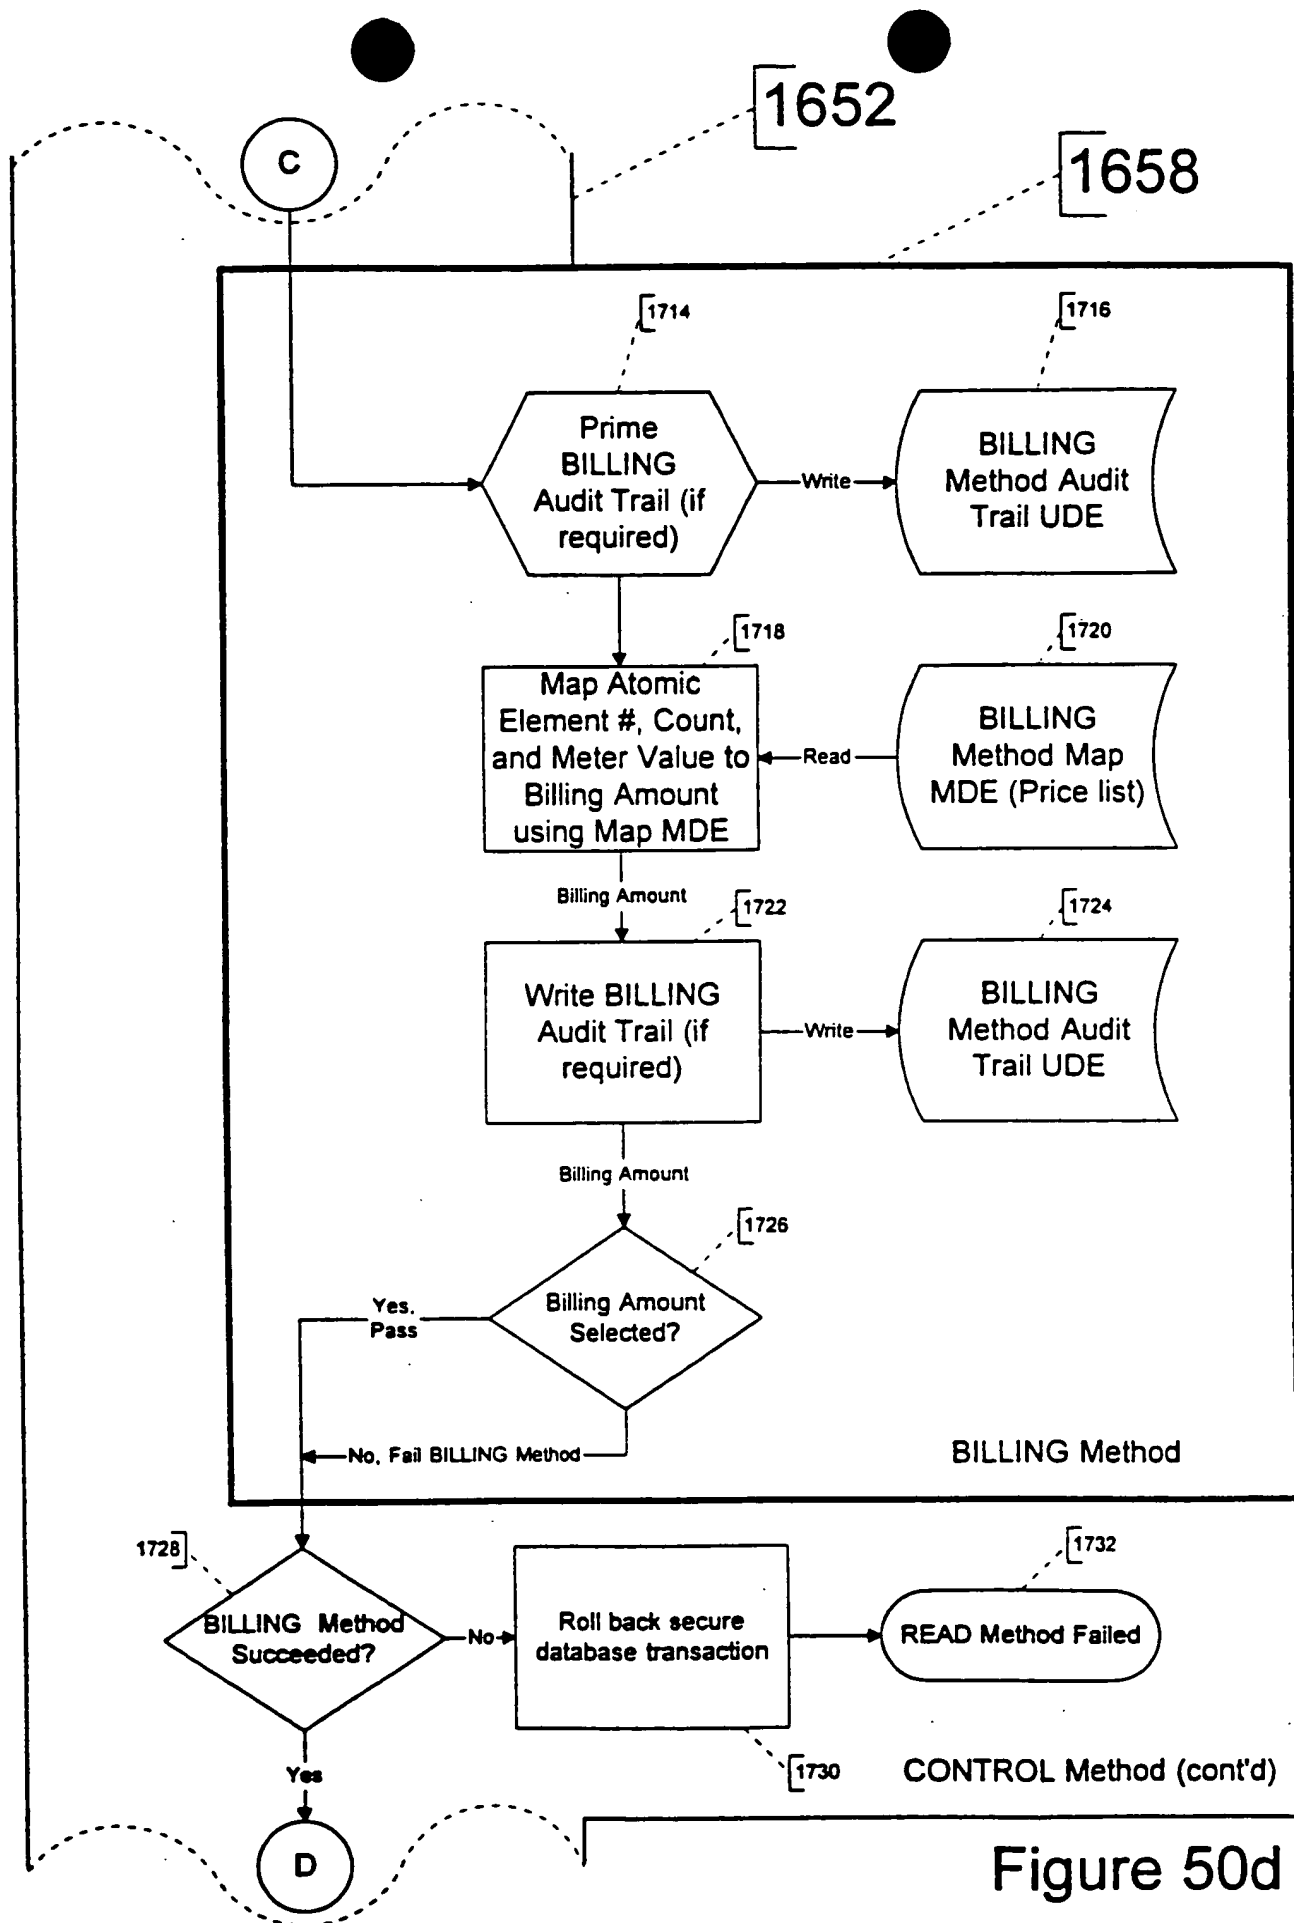 1652
C
1658
1714
1716
Prime
BILLING
Audit Trail (if
required)
Write
BILLING
Method Audit
Trail UDE
1718
1720
Map Atomic
Element #, Count,
and Meter Value to
Billing Amount
using Map MDE
Read
BILLING
Method Map
MDE (Price list)
Billing Amount
1722
1724
Write BILLING
Audit Trail (if
required)
Write
BILLING
Method Audit
Trail UDE
Billing Amount
1726
Billing Amount
Selected?
Yes,
Pass
No, Fail BILLING Method
BILLING Method
1728
1732
BILLING Method
Succeeded?
No
Roll back secure
database transaction
READ Method Failed
Yes
1730
CONTROL Method (cont'd)
D
Figure 50d